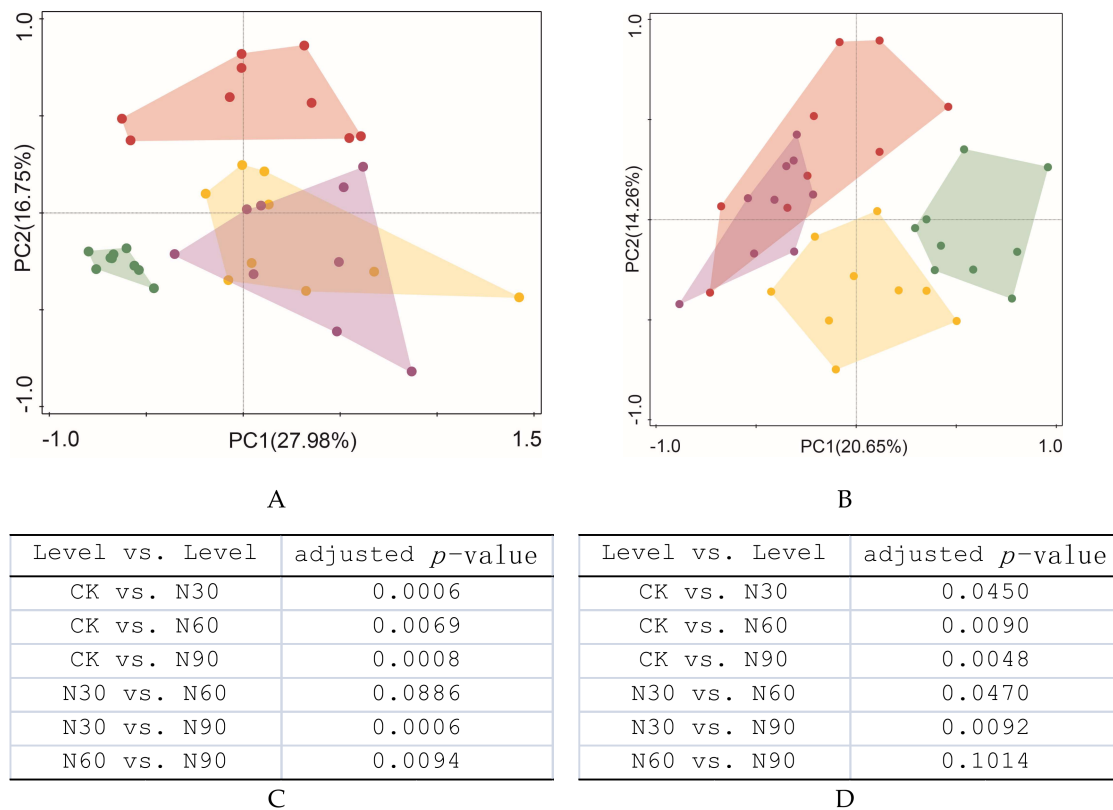 1.0
PC2(16.75%)
-1.0
-1.0
PC1(27.98%)
1.5
A
1.0
PC2(14.26%)
-1.0
-1.0
PC1(20.65%)
1.0
B
Level vs. Level adjusted p-value
CK vs. N30 0.0006
CK vs. N60 0.0069
CK vs. N90 0.0008
N30 vs. N60 0.0886
N30 vs. N90 0.0006
N60 vs. N90 0.0094
C
Level vs. Level adjusted p-value
CK vs. N30 0.0450
CK vs. N60 0.0090
CK vs. N90 0.0048
N30 vs. N60 0.0470
N30 vs. N90 0.0092
N60 vs. N90 0.1014
D